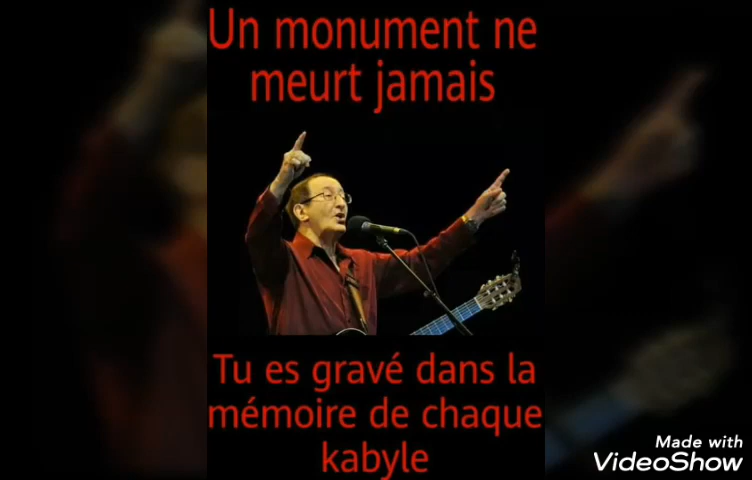 Un monument ne
meurt jamais
Tu es gravé dans la
mémoire de chaque
kabyle
Made with
VideoShow